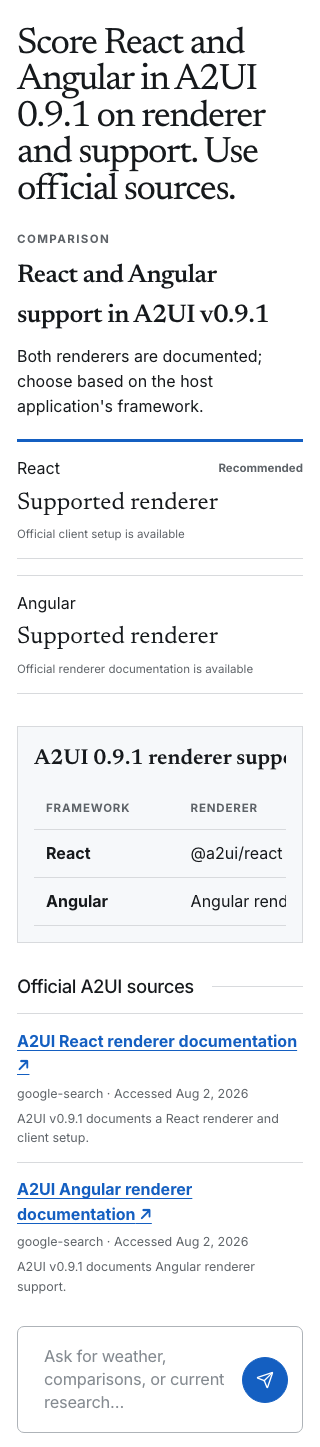 Score React and
Angular in A2UI
0.9.1 on renderer
and support. Use
official sources.
COMPARISON
React and Angular
support in A2UI v0.9.1
Both renderers are documented;
choose based on the host
application's framework.
React
Recommended
Supported renderer
Official client setup is available
Angular
Supported renderer
Official renderer documentation is available
A2UI 0.9.1 renderer suppo
FRAMEWORK RENDERER
React @a2ui/react
Angular Angular rend
Official A2UI sources
A2UI React renderer documentation
↗
google-search · Accessed Aug 2, 2026
A2UI v0.9.1 documents a React renderer and
client setup.
A2UI Angular renderer
documentation ↗
google-search · Accessed Aug 2, 2026
A2UI v0.9.1 documents Angular renderer
support.
Ask for weather,
comparisons, or current
research...